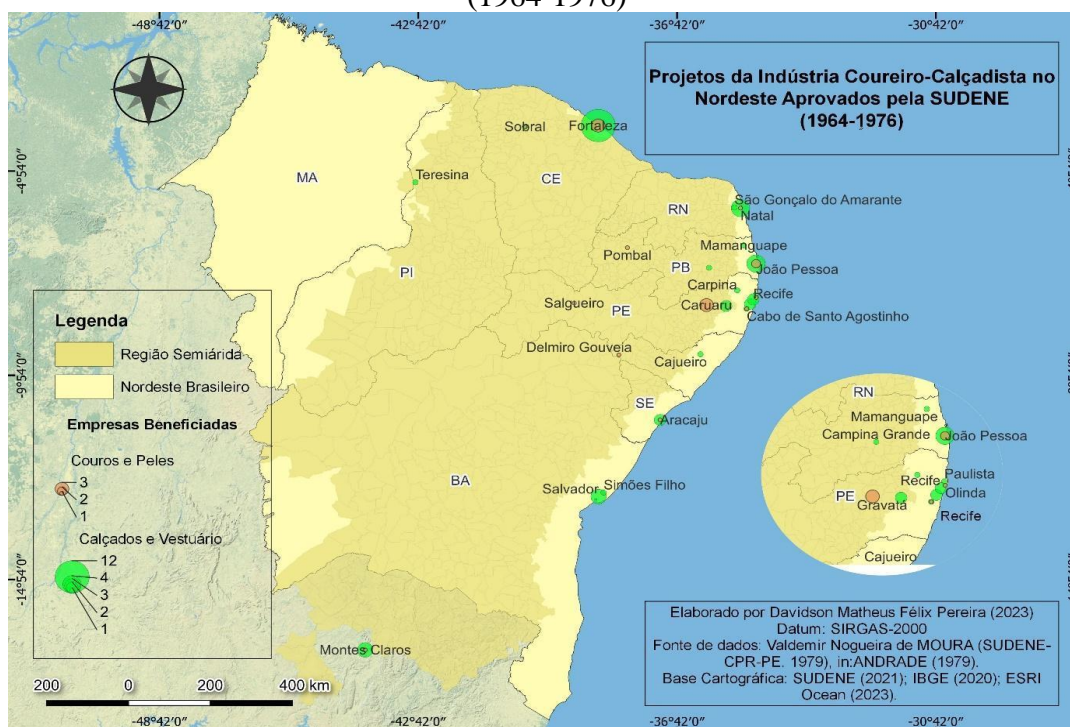 (1964-1976)
-48°42'0"
-42°42'0"
-36°42'0"
-30°42'0"
Projetos da Indústria Coureiro-Calçadista no
Nordeste Aprovados pela SUDENE
(1964-1976)
-4°54'0"
Sobral
Fortaleza
MA
Teresina
CE
RN
São Gonçalo do Amarante
Natal
Mamanguape
Pombal
PB
João Pessoa
PI
Carpina
Recife
Salgueiro
PE
Caruaru
Cabo de Santo Agostinho
Delmiro Gouveia
Cajueiro
-9°54'0"
SE
Aracaju
BA
Salvador
Simões Filho
Montes Claros
-14°54'0"
Legenda
Região Semiárida
Nordeste Brasileiro
Empresas Beneficiadas
Couros e Peles
3
2
1
Calçados e Vestuário
12
4
3
2
1
RN
Mamanguape
Campina Grande
João Pessoa
Paulista
Recife
PE
Olinda
Gravatá
Recife
Cajueiro
Elaborado por Davidson Matheus Félix Pereira (2023)
Datum: SIRGAS-2000
Fonte de dados: Valdemir Nogueira de MOURA (SUDENE-
CPR-PE. 1979), in:ANDRADE (1979).
Base Cartográfica: SUDENE (2021); IBGE (2020); ESRI
Ocean (2023).
200 0 200 400 km
-48°42'0"
-42°42'0"
-36°42'0"
-30°42'0"